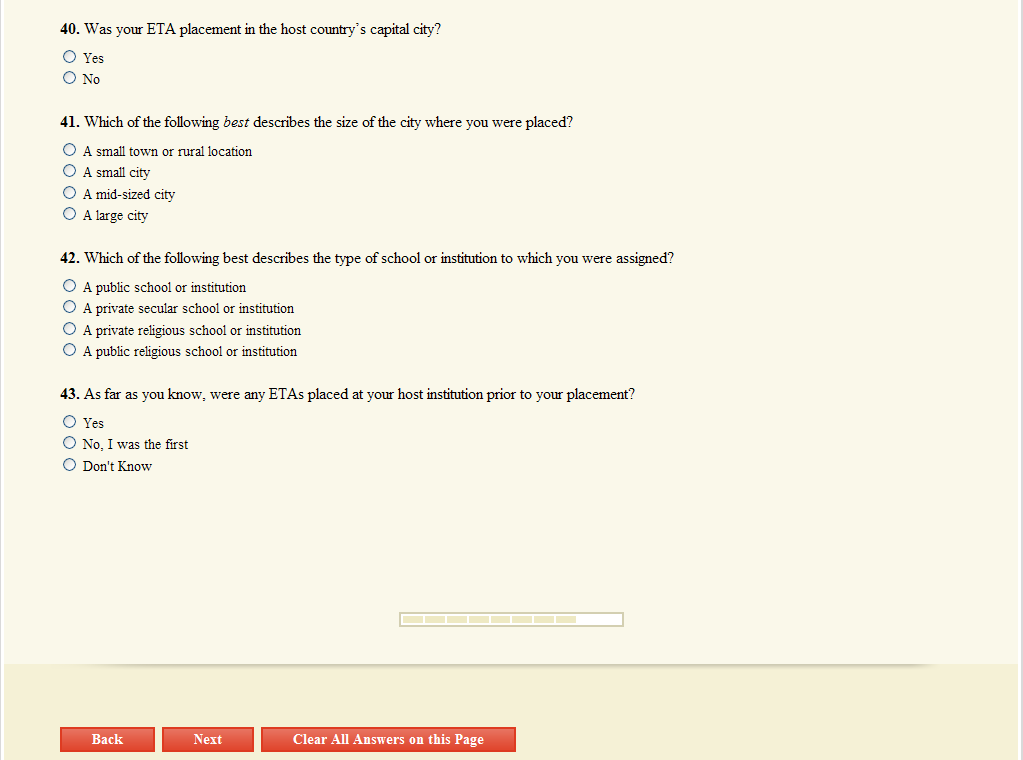 40. Was your ETA placement in the host country’s capital city?
Yes
No
41. Which of the following best describes the size of the city where you were placed?
A small town or rural location
A small city
A mid-sized city
A large city
42. Which of the following best describes the type of school or institution to which you were assigned?
A public school or institution
A private secular school or institution
A private religious school or institution
A public religious school or institution
43. As far as you know, were any ETAs placed at your host institution prior to your placement?
Yes
No, I was the first
Don't Know
Back Next Clear All Answers on this Page